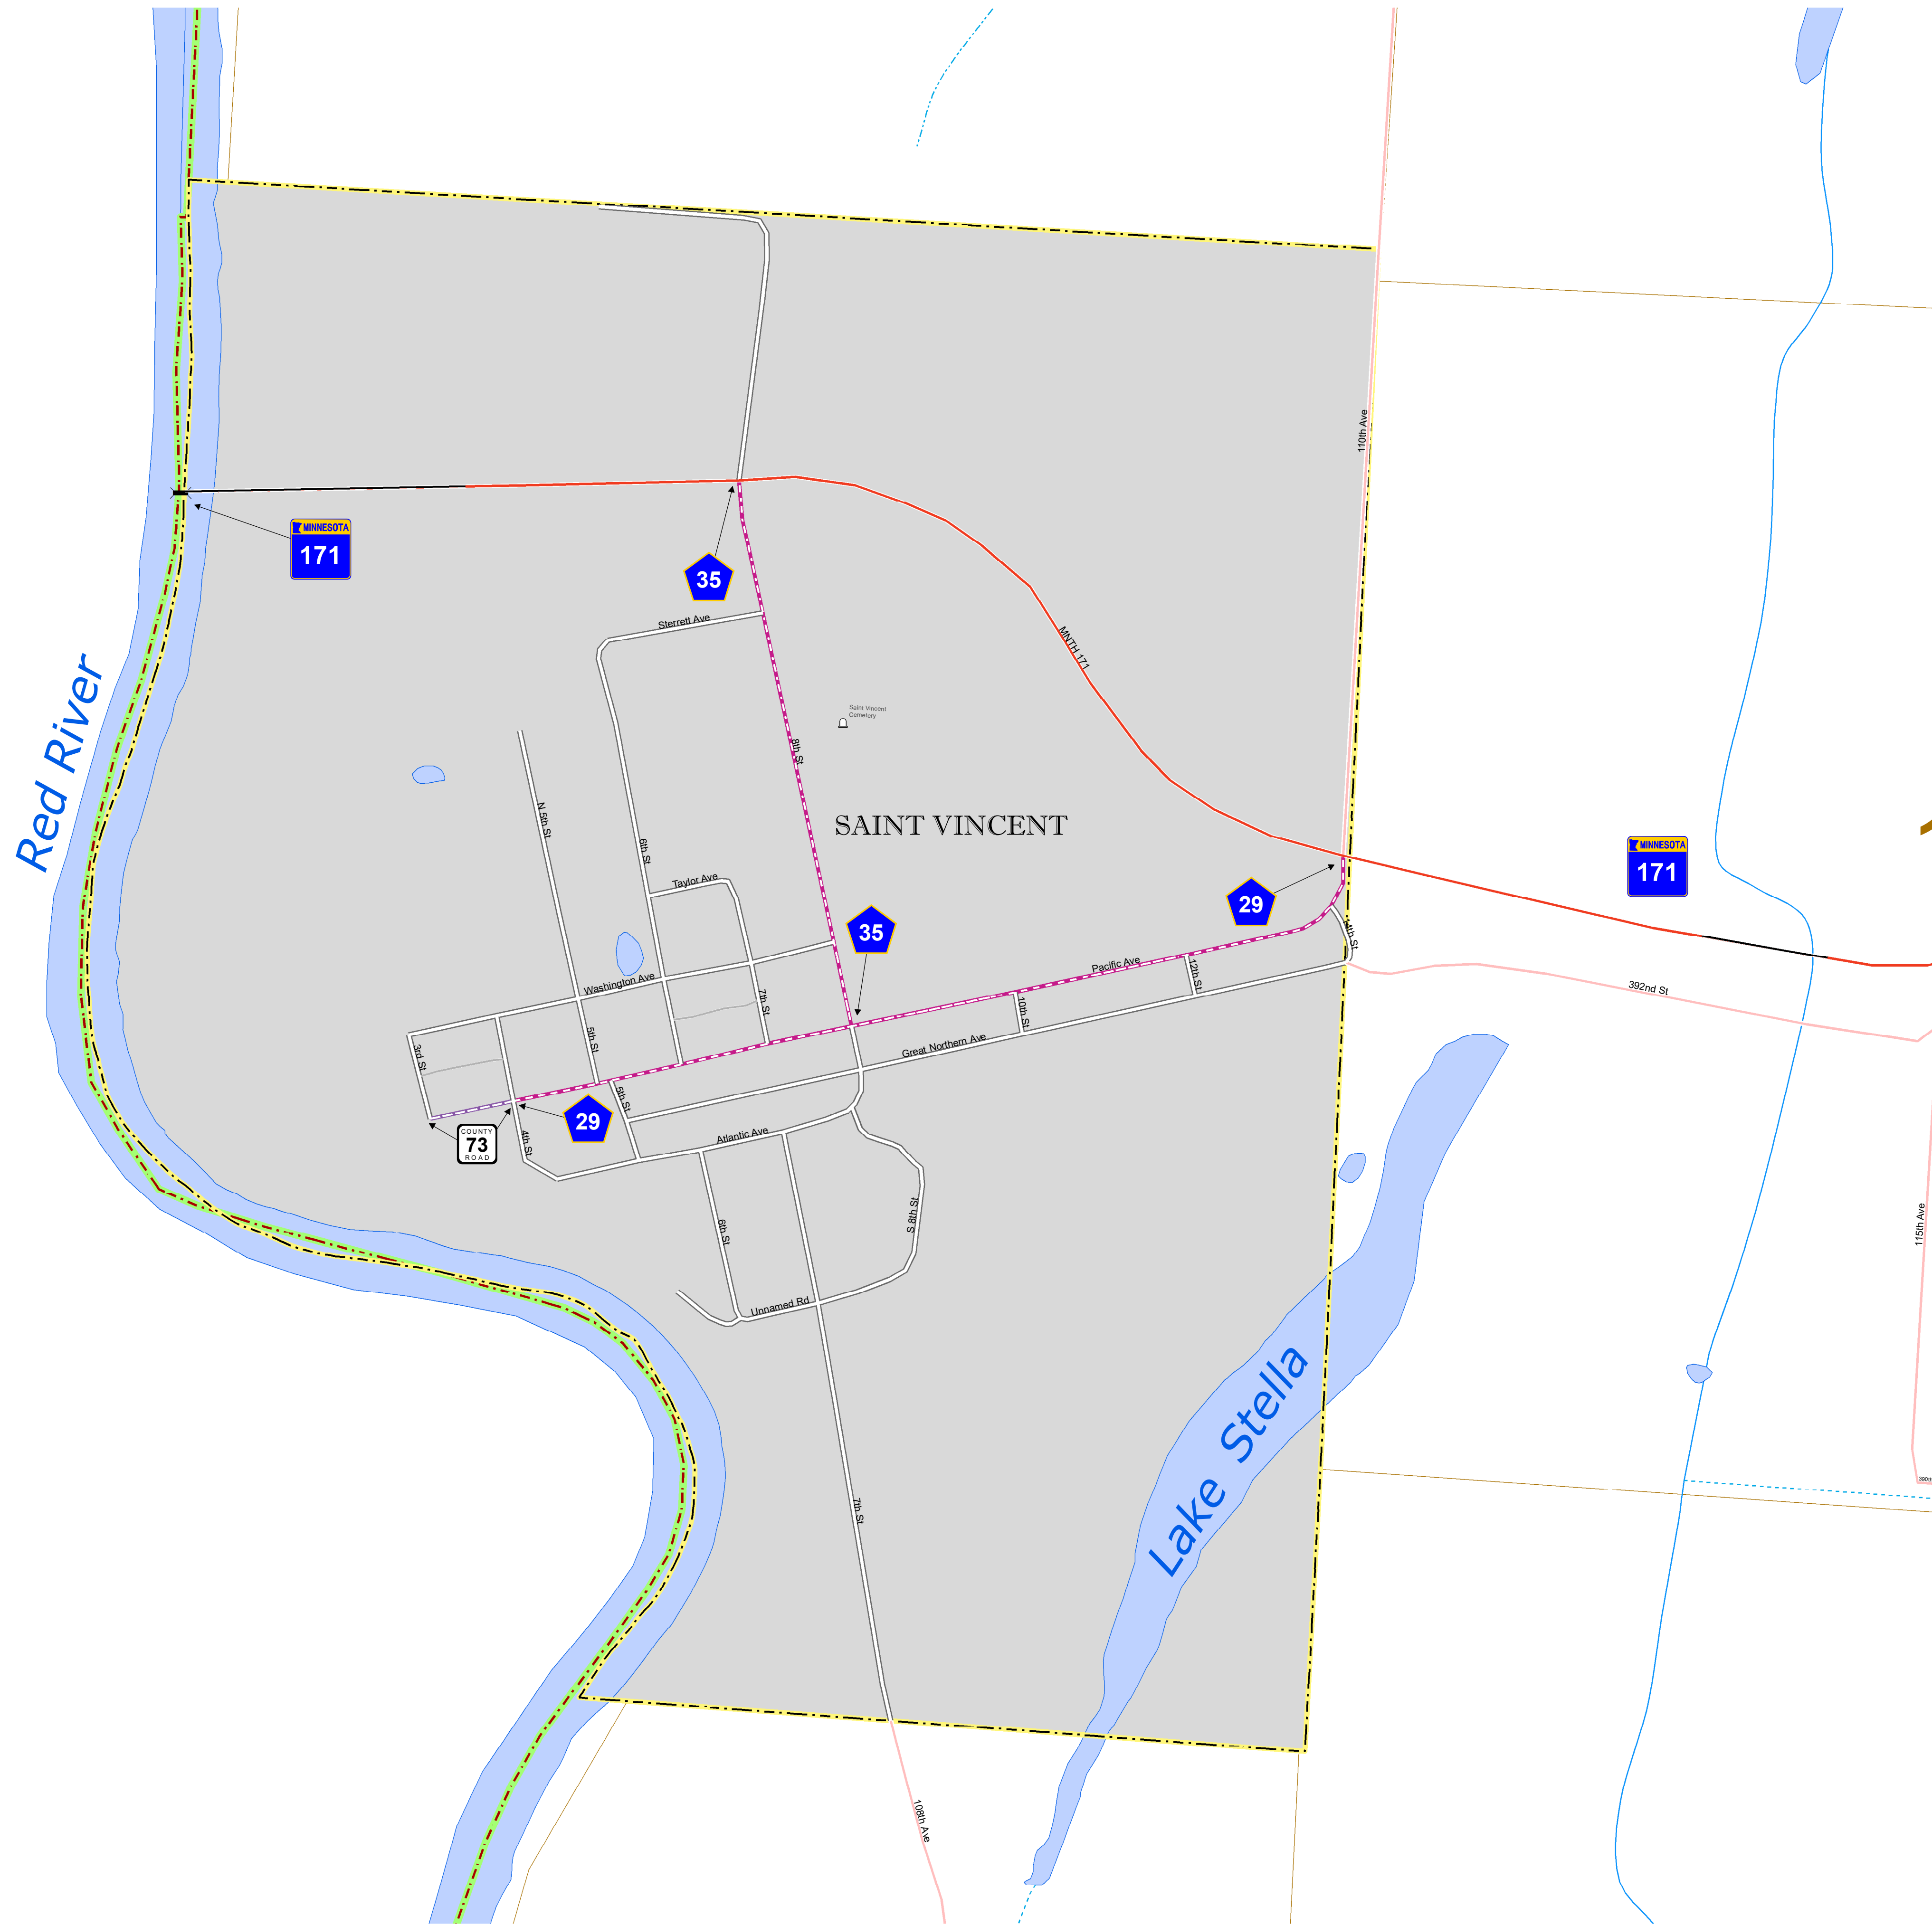 110th Ave
MINNESOTA
171
35
Sterrett Ave
MNTH 171
Red River
Saint Vincent
Cemetery
8th St
N 5th St
SAINT VINCENT
6th St
MINNESOTA
171
Taylor Ave
29
35
14th St
Pacific Ave
12th St
Washington Ave
392nd St
7th St
10th St
5th St
Great Northern Ave
3rd St
5th St
29
COUNTY
73
ROAD
4th St
Atlantic Ave
6th St
S 8th St
115th Ave
Unnamed Rd
Lake Stella
390th
7th St
108th Ave